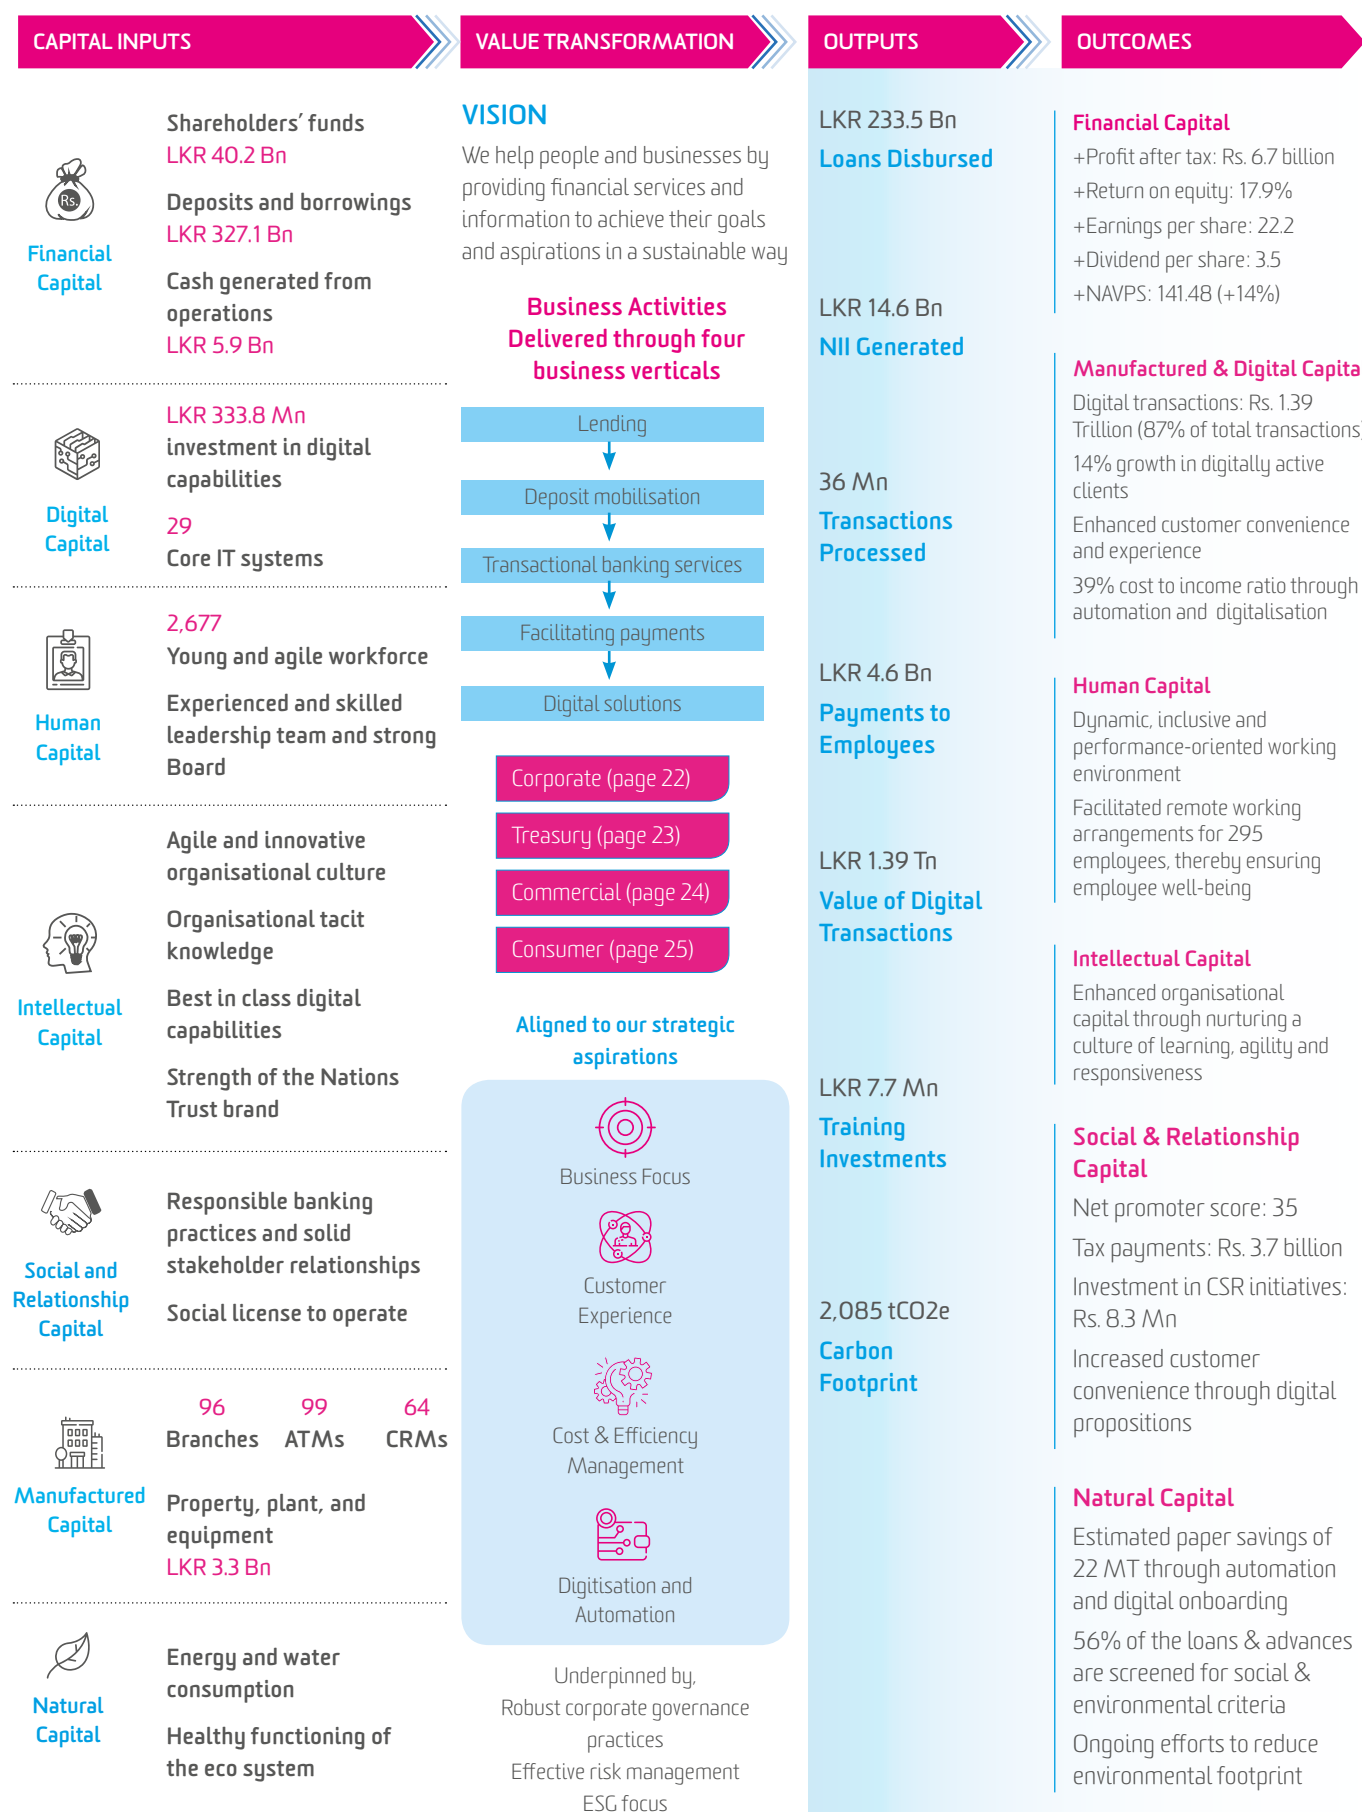 CAPITAL INPUTS
Rs.
Financial
Capital
Shareholders’ funds
LKR 40.2 Bn
Deposits and borrowings
LKR 327.1 Bn
Cash generated from
operations
LKR 5.9 Bn
Digital
Capital
LKR 333.8 Mn
investment in digital
capabilities
29
Core IT systems
Human
Capital
2,677
Young and agile workforce
Experienced and skilled
leadership team and strong
Board
Intellectual
Capital
Agile and innovative
organisational culture
Organisational tacit
knowledge
Best in class digital
capabilities
Strength of the Nations
Trust brand
Social and
Relationship
Capital
Responsible banking
practices and solid
stakeholder relationships
Social license to operate
Manufactured
Capital
96 99 64
Branches ATMs CRMs
Property, plant, and
equipment
LKR 3.3 Bn
Natural
Capital
Energy and water
consumption
Healthy functioning of
the eco system
VALUE TRANSFORMATION
VISION
We help people and businesses by
providing financial services and
information to achieve their goals
and aspirations in a sustainable way
Business Activities
Delivered through four
business verticals
Lending
Deposit mobilisation
Transactional banking services
Facilitating payments
Digital solutions
Corporate (page 22)
Treasury (page 23)
Commercial (page 24)
Consumer (page 25)
Aligned to our strategic
aspirations
Business Focus
Customer
Experience
Cost & Efficiency
Management
Digitisation and
Automation
Underpinned by,
Robust corporate governance
practices
Effective risk management
ESG focus
OUTPUTS
LKR 233.5 Bn
Loans Disbursed
LKR 14.6 Bn
NII Generated
36 Mn
Transactions
Processed
LKR 4.6 Bn
Payments to
Employees
LKR 1.39 Tn
Value of Digital
Transactions
LKR 7.7 Mn
Training
Investments
2,085 tCO2e
Carbon
Footprint
OUTCOMES
Financial Capital
+Profit after tax: Rs. 6.7 billion
+Return on equity: 17.9%
+Earnings per share: 22.2
+Dividend per share: 3.5
+NAVPS: 141.48 (+14%)
Manufactured & Digital Capita
Digital transactions: Rs. 1.39
Trillion (87% of total transactions)
14% growth in digitally active
clients
Enhanced customer convenience
and experience
39% cost to income ratio through
automation and digitalisation
Human Capital
Dynamic, inclusive and
performance-oriented working
environment
Facilitated remote working
arrangements for 295
employees, thereby ensuring
employee well-being
Intellectual Capital
Enhanced organisational
capital through nurturing a
culture of learning, agility and
responsiveness
Social & Relationship
Capital
Net promoter score: 35
Tax payments: Rs. 3.7 billion
Investment in CSR initiatives:
Rs. 8.3 Mn
Increased customer
convenience through digital
propositions
Natural Capital
Estimated paper savings of
22 MT through automation
and digital onboarding
56% of the loans & advances
are screened for social &
environmental criteria
Ongoing efforts to reduce
environmental footprint